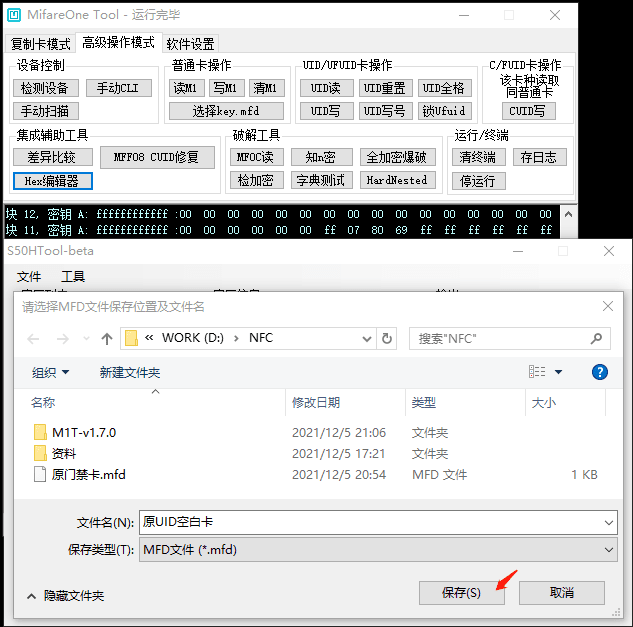 MifareOne Tool - 运行完毕
复制卡模式 高级操作模式 软件设置
设备控制 普通卡操作 UID/UFUID卡操作 C/FUID卡操作
检测设备 手动CLI 读M1 写M1 清M1 UID读 UID重置 UID全格 该卡种读取同普通卡
手动扫描 选择key.mfd UID写 UID写号 锁Ufuid CUID写
集成辅助工具 破解工具 运行/终端
差异比较 MFF08 CUID修复 MFOC读 知n密 全加密爆破 清终端 存日志
Hex编辑器 检加密 字典测试 HardNested 停运行
块 12, 密钥 A: ffffffffffff :00 00 00 00 00 00 00 00 00 00 00 00 00 00 00 00
块 11, 密钥 A: ffffffffffff :00 00 00 00 00 00 ff 07 80 69 ff ff ff ff ff ff
S50HTool-beta
文件 工具
请选择MFD文件保存位置及文件名
« WORK (D:) › NFC 搜索"NFC"
组织 新建文件夹
名称 修改日期 类型 大小
M1T-v1.7.0 2021/12/5 21:06 文件夹
资料 2021/12/5 17:21 文件夹
原门禁卡.mfd 2021/12/5 20:54 MFD 文件 1 KB
文件名(N): 原UID空白卡
保存类型(T): MFD文件 (*.mfd)
隐藏文件夹 保存(S) 取消